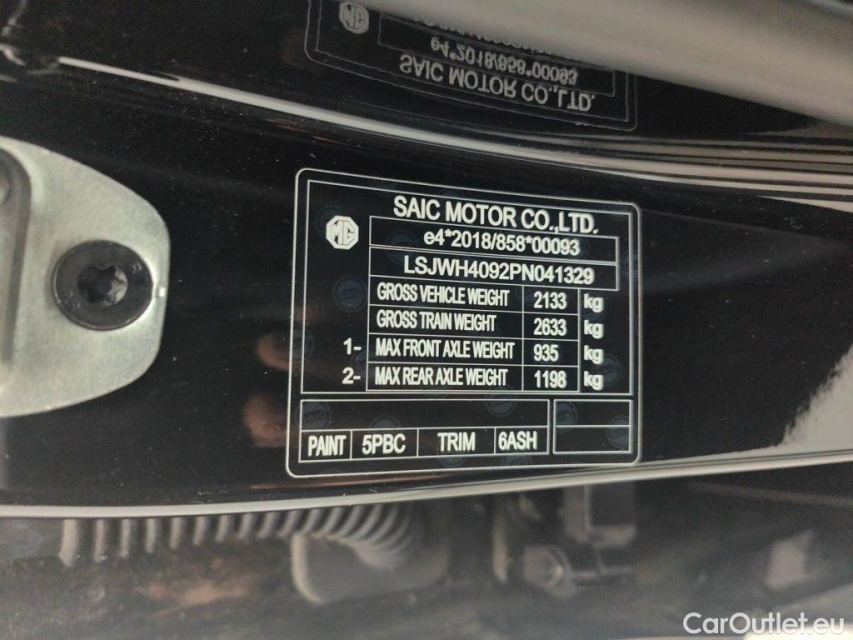 e4*2018/858*00093
SAIC MOTOR CO.,LTD.
MG
SAIC MOTOR CO.,LTD.
e4*2018/858*00093
LSJWH4092PN041329
GROSS VEHICLE WEIGHT 2133 kg
GROSS TRAIN WEIGHT 2633 kg
1- MAX FRONT AXLE WEIGHT 935 kg
2- MAX REAR AXLE WEIGHT 1198 kg
PAINT 5PBC TRIM 6ASH
CarOutlet.eu